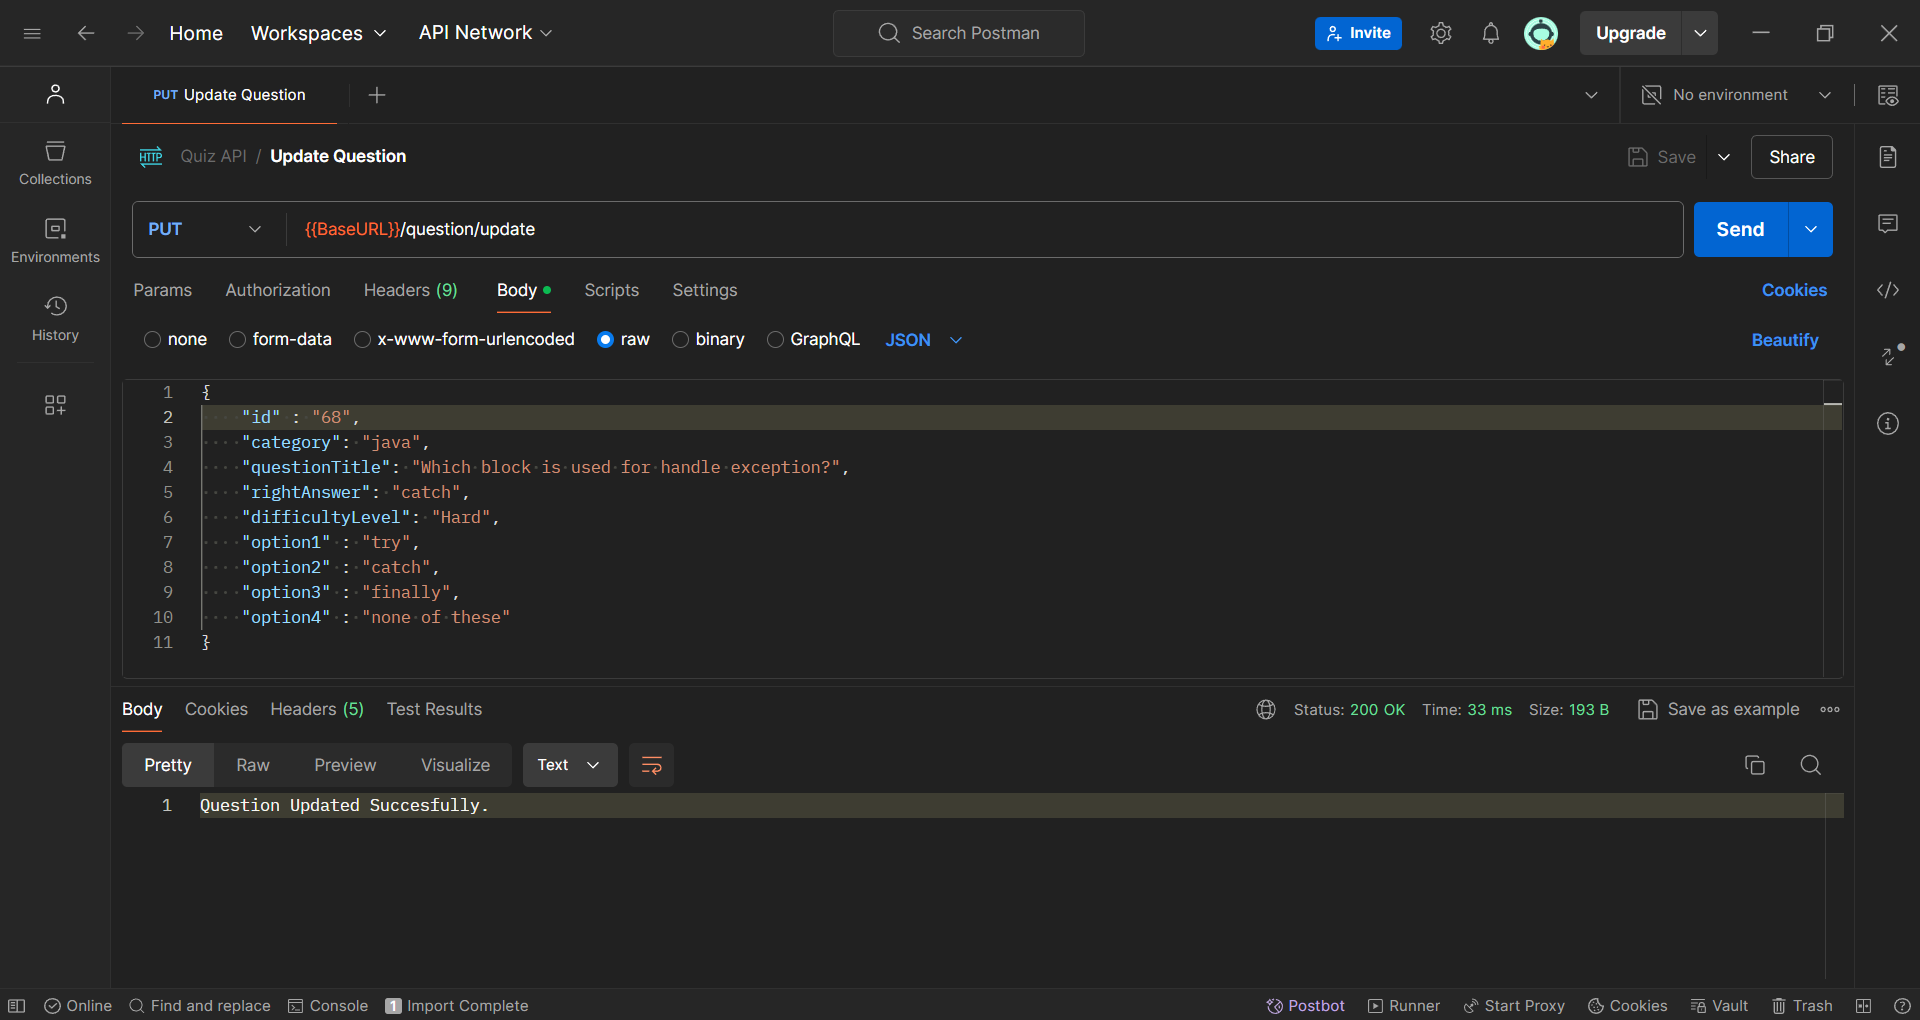 Home Workspaces API Network Search Postman Invite Upgrade
PUT Update Question No environment
HTTP Quiz API / Update Question Save Share
Collections
PUT {{BaseURL}}/question/update Send
Environments
Params Authorization Headers (9) Body Scripts Settings Cookies
History
none form-data x-www-form-urlencoded raw binary GraphQL JSON Beautify
1 {
2 "id" : "68",
3 "category": "java",
4 "questionTitle": "Which block is used for handle exception?",
5 "rightAnswer": "catch",
6 "difficultyLevel": "Hard",
7 "option1" : "try",
8 "option2" : "catch",
9 "option3" : "finally",
10 "option4" : "none of these"
11 }
Body Cookies Headers (5) Test Results Status: 200 OK Time: 33 ms Size: 193 B Save as example
Pretty Raw Preview Visualize Text
1 Question Updated Succesfully.
Online Find and replace Console 1 Import Complete Postbot Runner Start Proxy Cookies Vault Trash